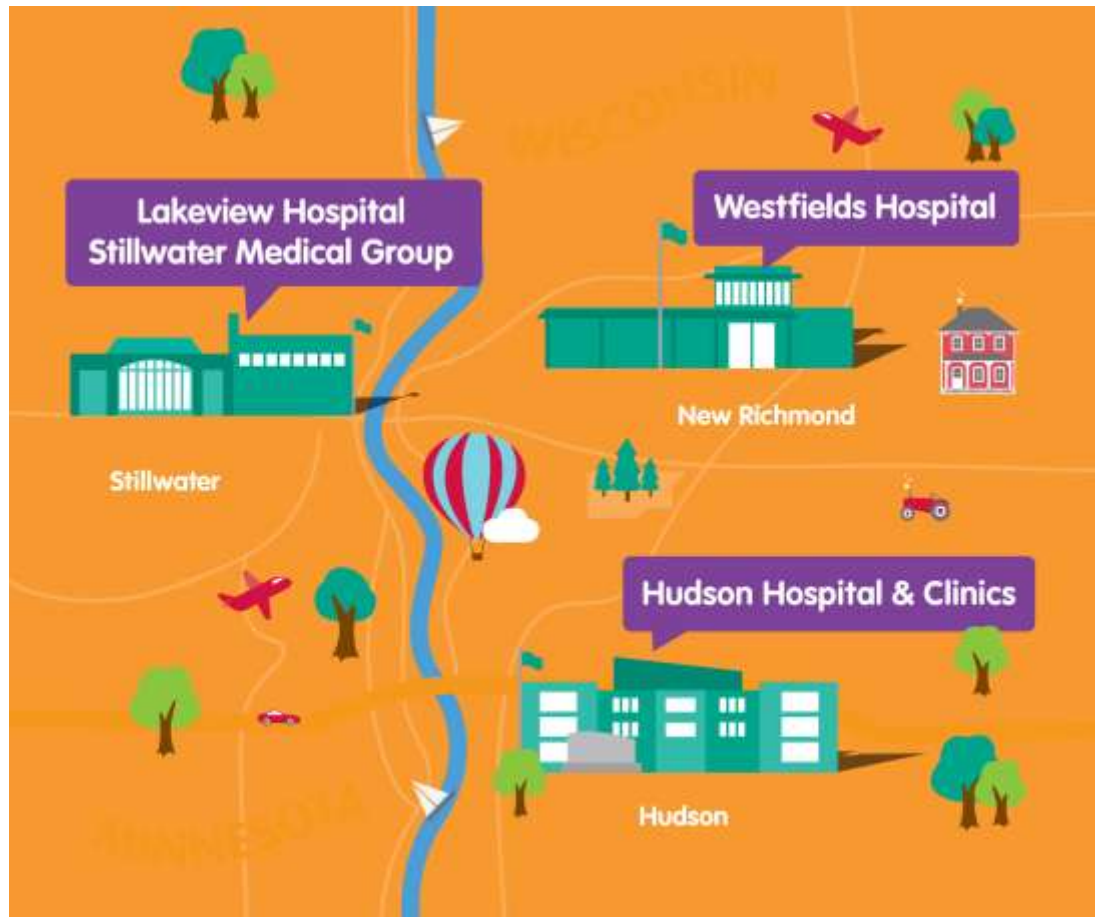 WISCONSIN
Lakeview Hospital
Stillwater Medical Group
Westfields Hospital
New Richmond
Stillwater
Hudson Hospital & Clinics
MINNESOTA
Hudson